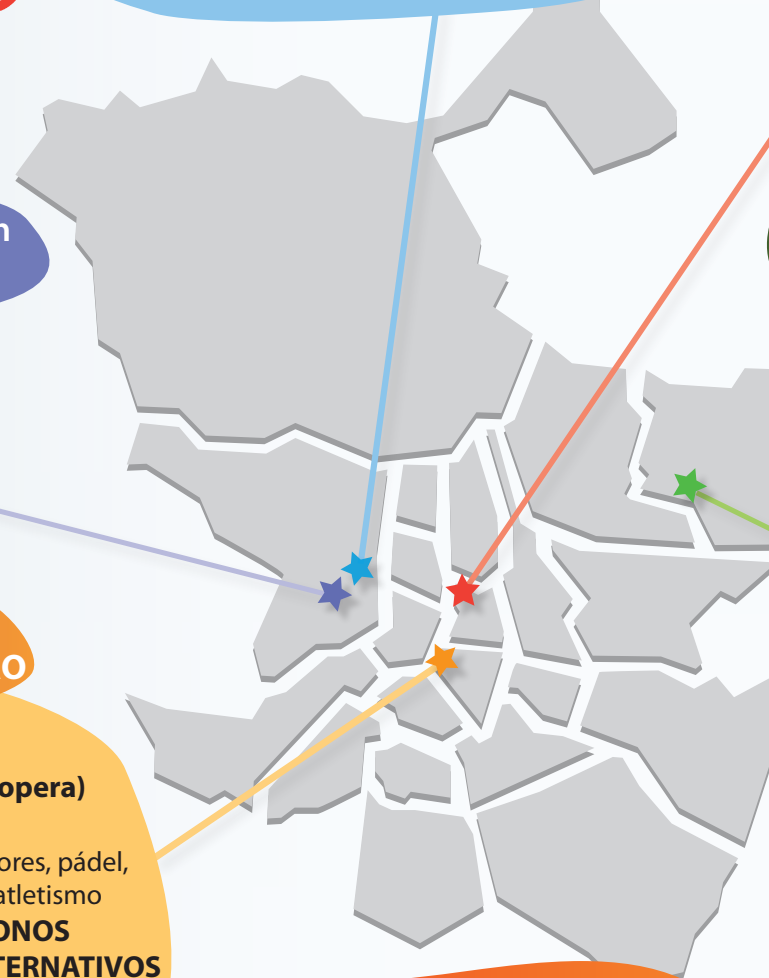 n
O
opera)
ores, pádel,
atletismo
ONOS
TERNATIVOS